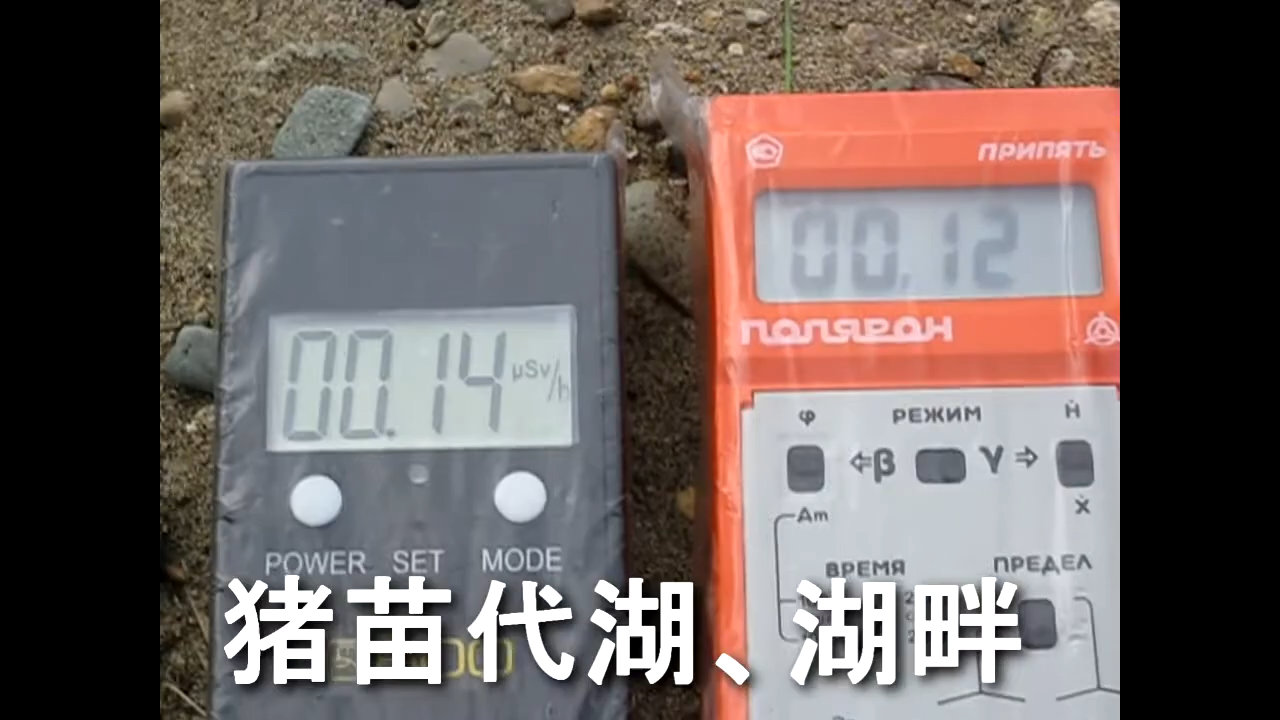 ПРИПЯТЬ
00.12
ПОЛЯРОН
00.14 µSv/h
φ РЕЖИМ Ḣ
⇦β γ⇨
Ẋ
Am
POWER SET MODE
ВРЕМЯ ПРЕДЕЛ
猪苗代湖、湖畔